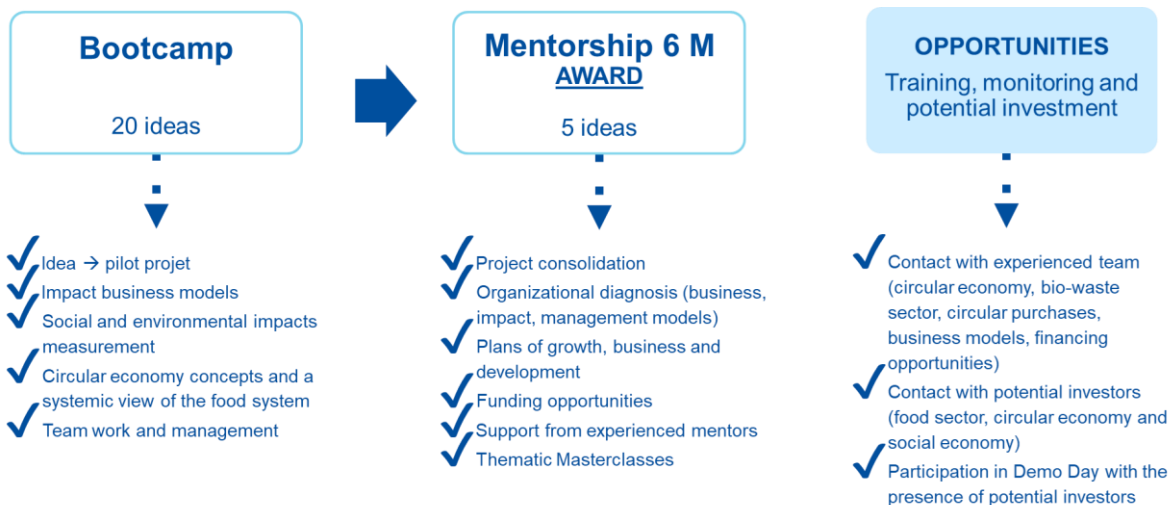 Bootcamp
20 ideas
Idea → pilot projet
Impact business models
Social and environmental impacts
measurement
Circular economy concepts and a
systemic view of the food system
Team work and management
Mentorship 6 M
AWARD
5 ideas
Project consolidation
Organizational diagnosis (business,
impact, management models)
Plans of growth, business and
development
Funding opportunities
Support from experienced mentors
Thematic Masterclasses
OPPORTUNITIES
Training, monitoring and
potential investment
Contact with experienced team
(circular economy, bio-waste
sector, circular purchases,
business models, financing
opportunities)
Contact with potential investors
(food sector, circular economy and
social economy)
Participation in Demo Day with the
presence of potential investors